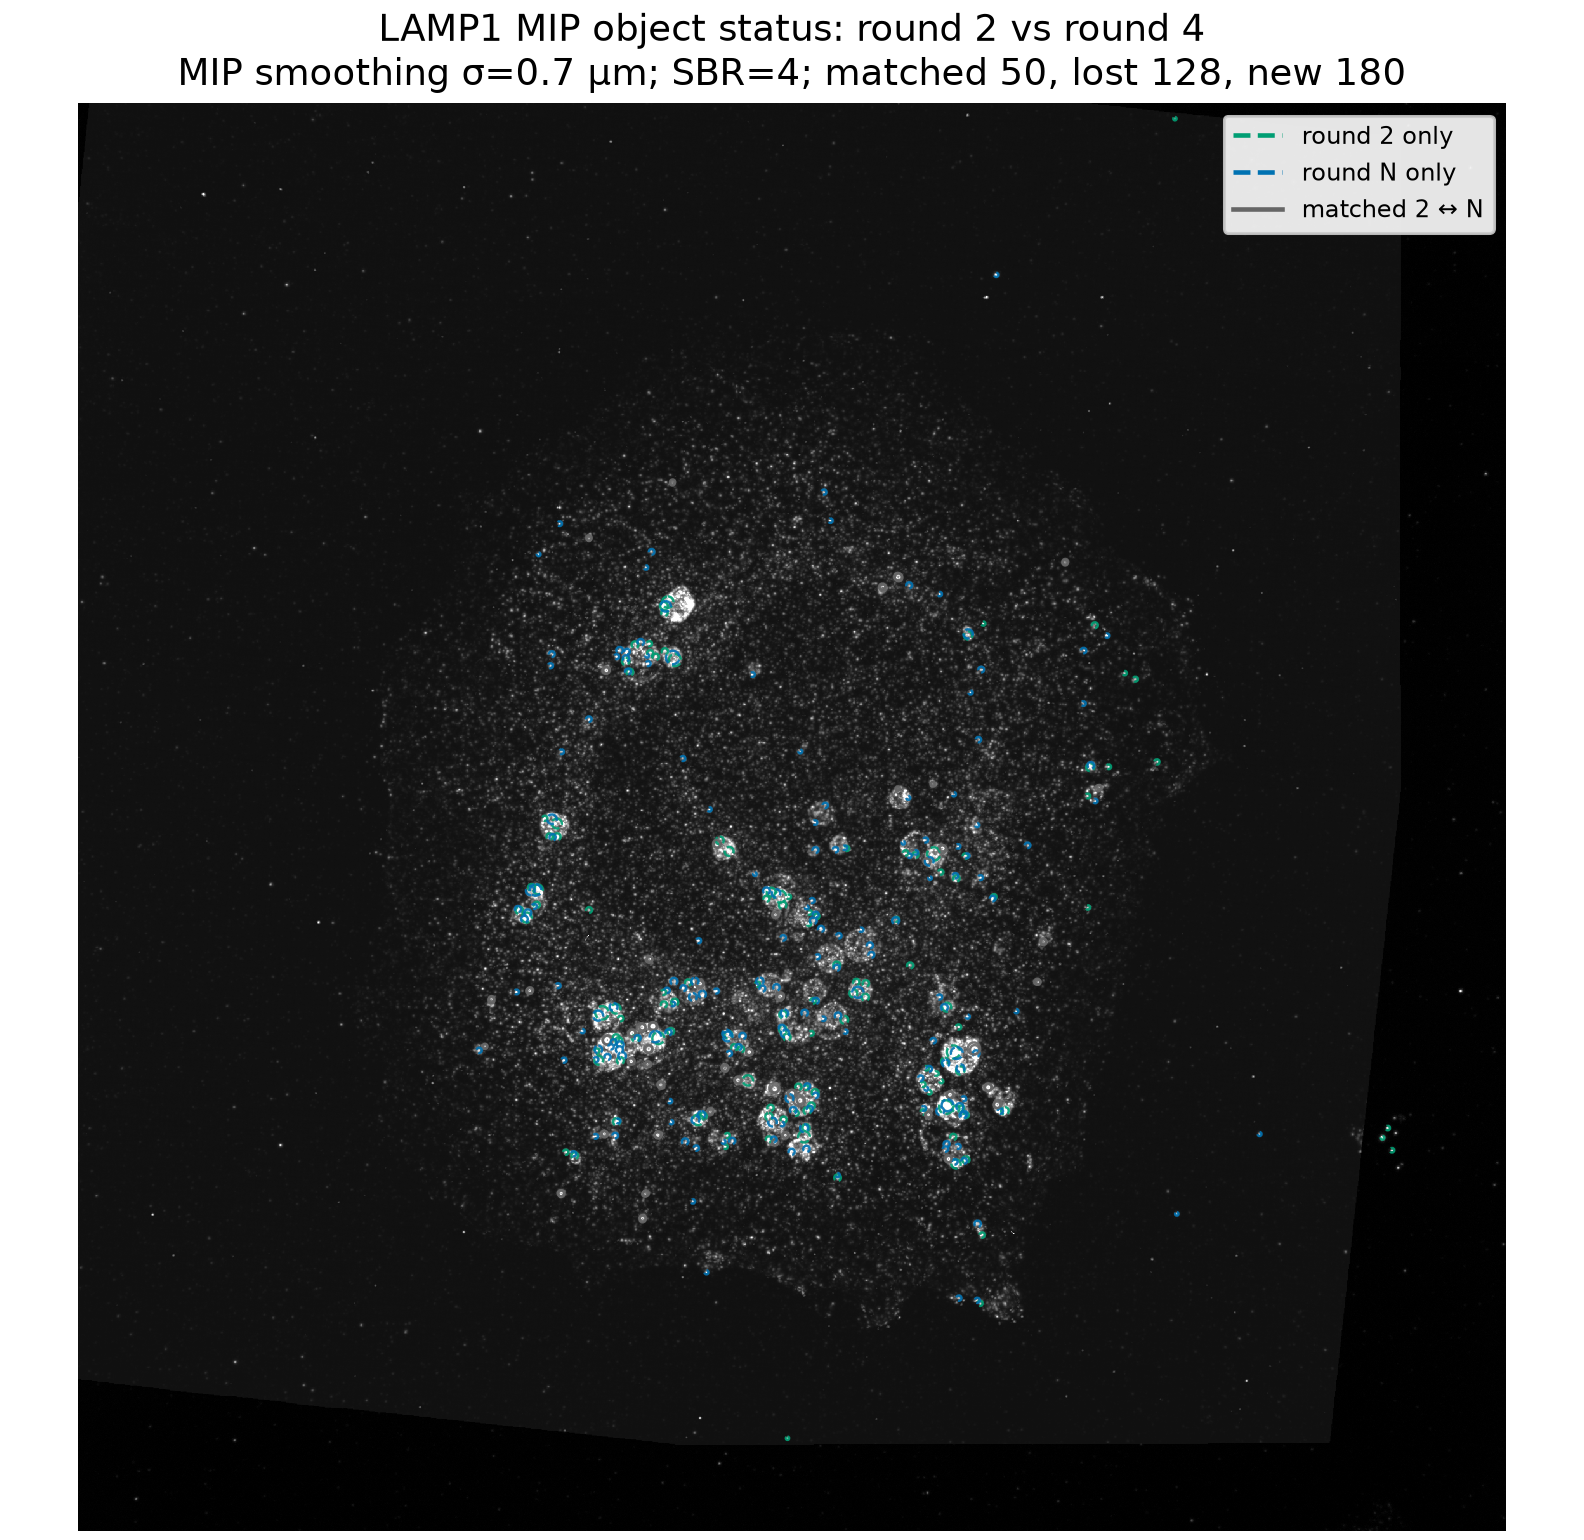 LAMP1 MIP object status: round 2 vs round 4
MIP smoothing σ=0.7 μm; SBR=4; matched 50, lost 128, new 180
round 2 only
round N only
matched 2 ↔ N